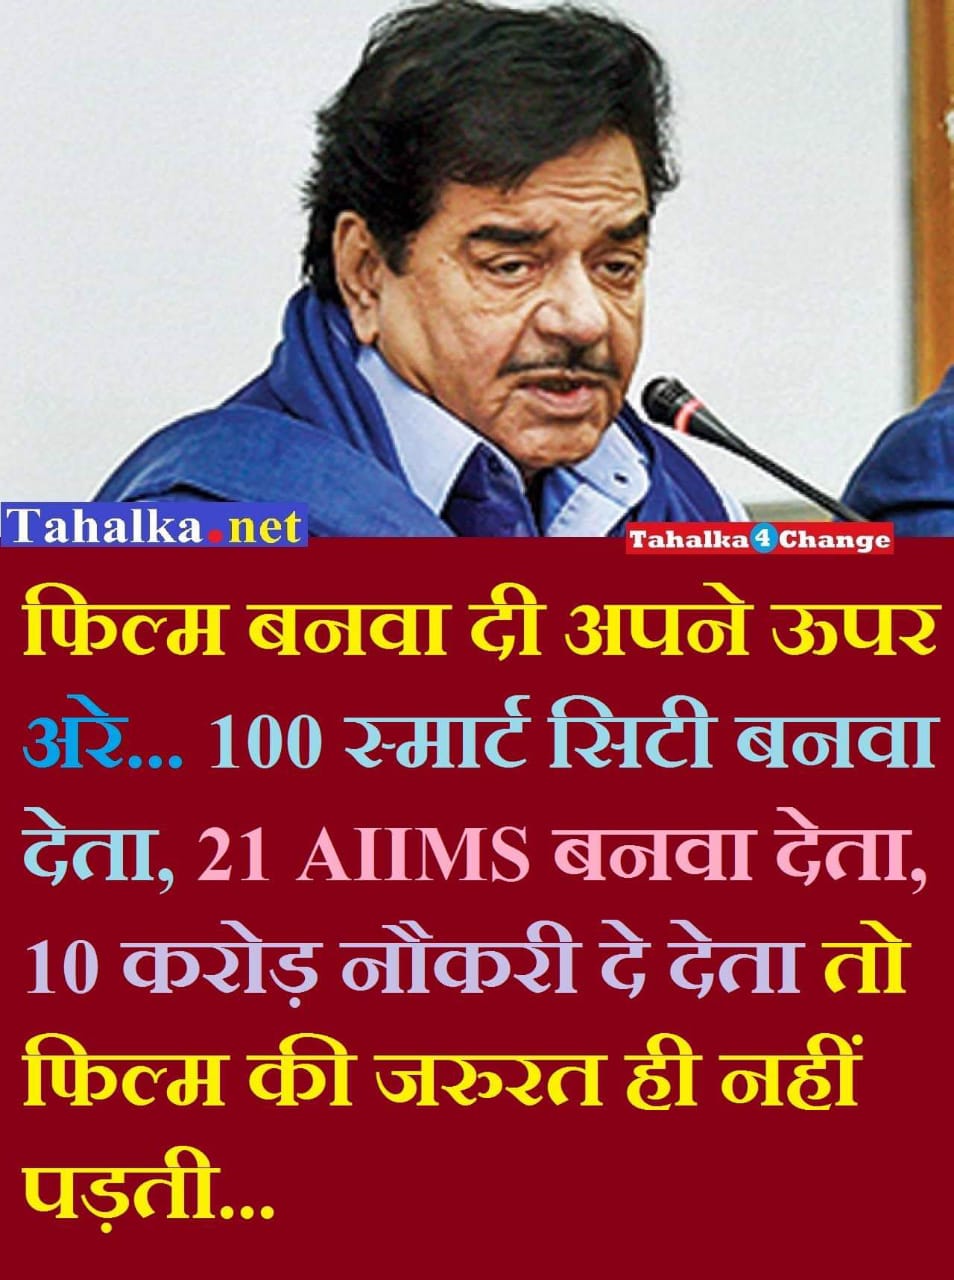 Tahalka.net
Tahalka4Change
फिल्म बनवा दी अपने ऊपर
अरे... 100 स्मार्ट सिटी बनवा
देता, 21 AIIMS बनवा देता,
10 करोड़ नौकरी दे देता तो
फिल्म की जरुरत ही नहीं
पड़ती...